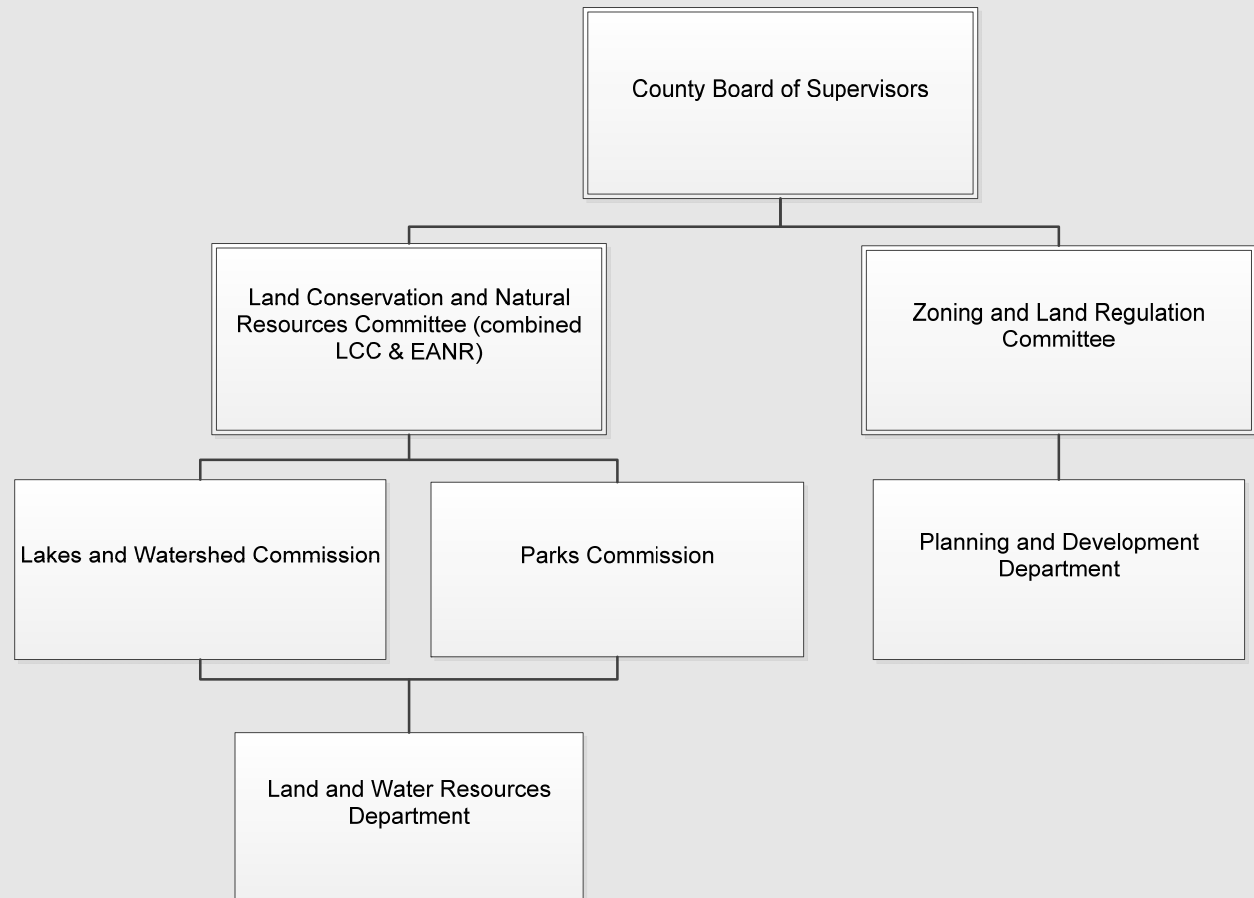 County Board of Supervisors
Land Conservation and Natural
Resources Committee (combined
LCC & EANR)
Zoning and Land Regulation
Committee
Lakes and Watershed Commission
Parks Commission
Planning and Development
Department
Land and Water Resources
Department